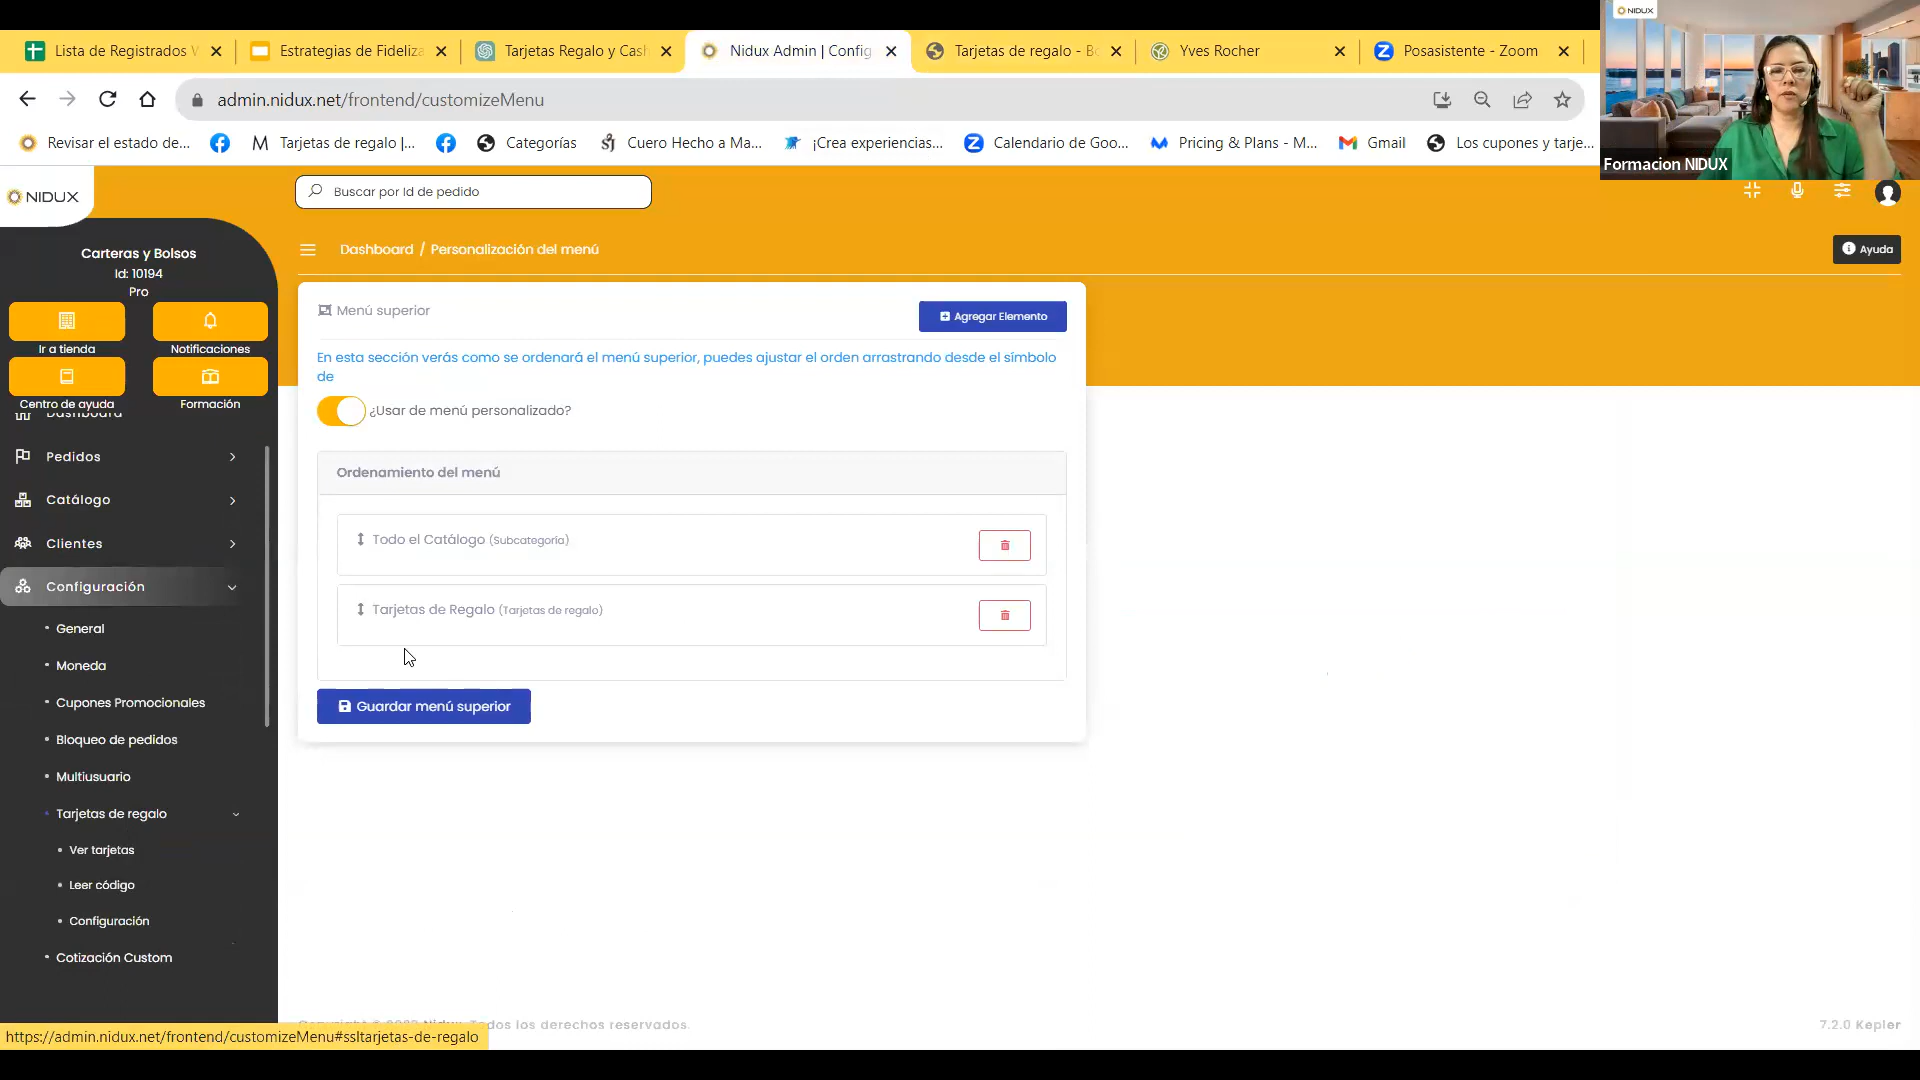 Lista de Registrados V
Estrategias de Fideliza
Tarjetas Regalo y Cash
Nidux Admin | Config
Tarjetas de regalo - Bo
Yves Rocher
Posasistente - Zoom
NIDUX
admin.nidux.net/frontend/customizeMenu
Revisar el estado de...
Tarjetas de regalo |...
Categorías
Cuero Hecho a Ma...
¡Crea experiencias...
Calendario de Goo...
Pricing & Plans - M...
Gmail
Los cupones y tarje...
Formacion NIDUX
NIDUX
Buscar por Id de pedido
Dashboard / Personalización del menú
Ayuda
Carteras y Bolsos
Id: 10194
Pro
Ir a tienda
Notificaciones
Centro de ayuda
Formación
Dashboard
Pedidos
Catálogo
Clientes
Configuración
General
Moneda
Cupones Promocionales
Bloqueo de pedidos
Multiusuario
Tarjetas de regalo
Ver tarjetas
Leer código
Configuración
Cotización Custom
Menú superior
Agregar Elemento
En esta sección verás como se ordenará el menú superior, puedes ajustar el orden arrastrando desde el símbolo
de
¿Usar de menú personalizado?
Ordenamiento del menú
Todo el Catálogo (Subcategoría)
Tarjetas de Regalo (Tarjetas de regalo)
Guardar menú superior
Todos los derechos reservados.
7.2.0 Kepler
https://admin.nidux.net/frontend/customizeMenu#ssltarjetas-de-regalo